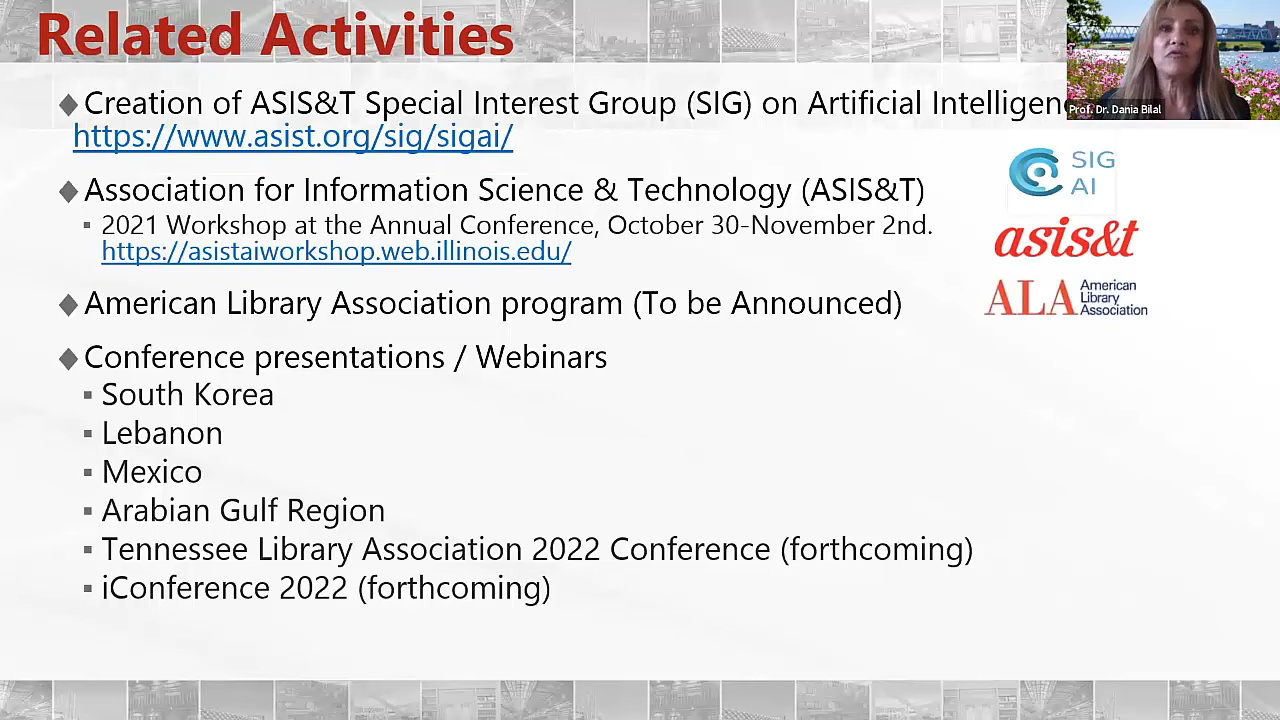 Related Activities
Creation of ASIS&T Special Interest Group (SIG) on Artificial
https://www.asist.org/sig/sigai/
Prof. Dr. Dania Bilal
SIG
AI
Association for Information Science & Technology (ASIS&T)
2021 Workshop at the Annual Conference, October 30-November 2nd.
https://asistaiworkshop.web.illinois.edu/
asis&t
American Library Association program (To be Announced)
ALA American
Library
Association
Conference presentations / Webinars
South Korea
Lebanon
Mexico
Arabian Gulf Region
Tennessee Library Association 2022 Conference (forthcoming)
iConference 2022 (forthcoming)